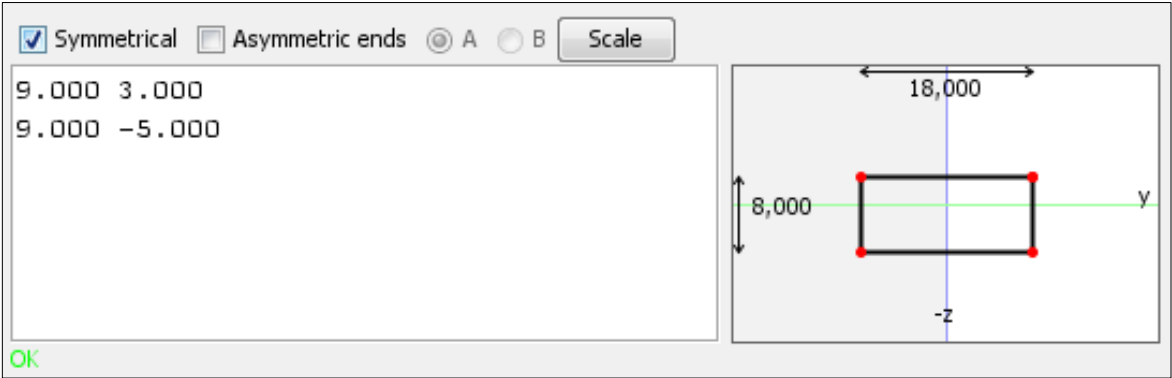 Symmetrical Asymmetric ends A B Scale
9.000 3.000
9.000 -5.000
18,000
8,000
y
-z
OK